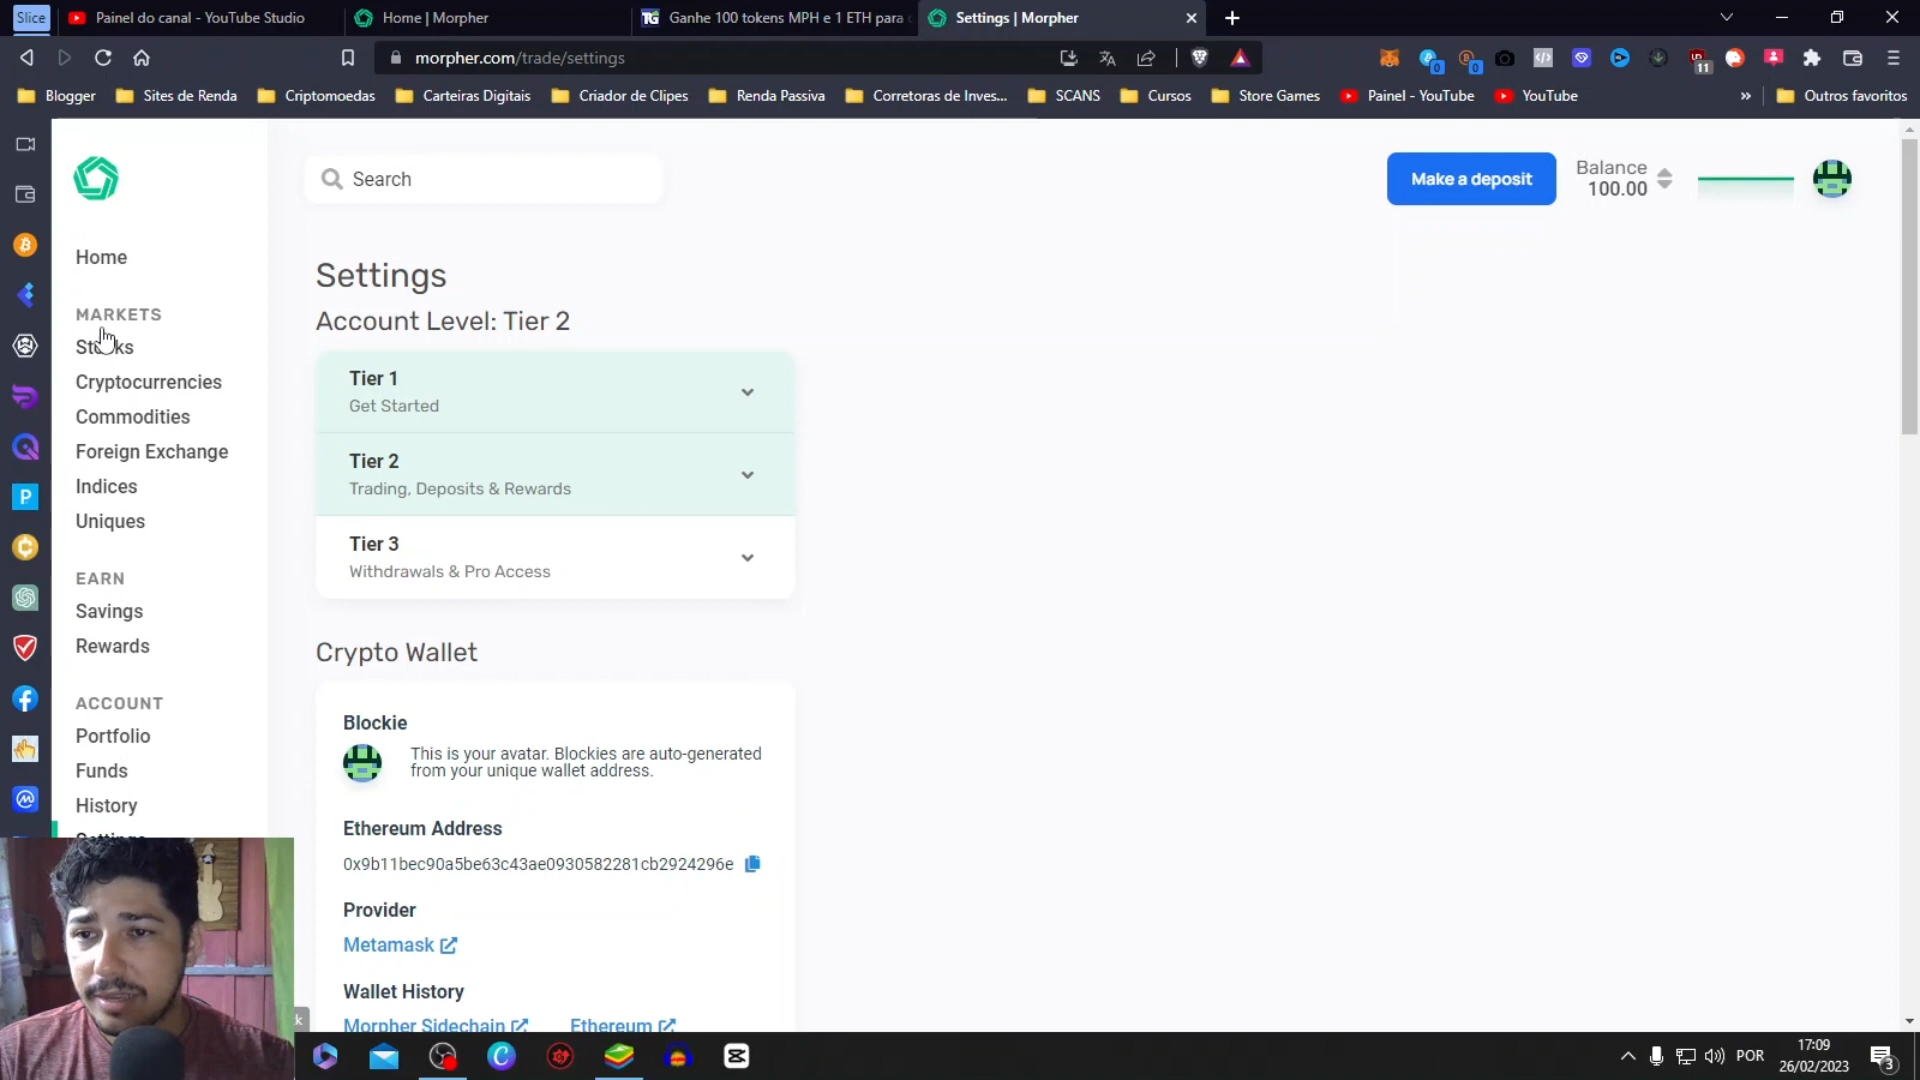 Slice
Painel do canal - YouTube Studio
Home | Morpher
Ganhe 100 tokens MPH e 1 ETH para
Settings | Morpher
morpher.com/trade/settings
0
0
11
Blogger
Sites de Renda
Criptomoedas
Carteiras Digitais
Criador de Clipes
Renda Passiva
Corretoras de Inves...
SCANS
Cursos
Store Games
Painel - YouTube
YouTube
»
Outros favoritos
Search
Make a deposit
Balance
100.00
Home
MARKETS
Stocks
Cryptocurrencies
Commodities
Foreign Exchange
Indices
Uniques
EARN
Savings
Rewards
ACCOUNT
Portfolio
Funds
History
Settings
Settings
Account Level: Tier 2
Tier 1
Get Started
Tier 2
Trading, Deposits & Rewards
Tier 3
Withdrawals & Pro Access
Crypto Wallet
Blockie
This is your avatar. Blockies are auto-generated
from your unique wallet address.
Ethereum Address
0x9b11bec90a5be63c43ae0930582281cb2924296e
Provider
Metamask
Wallet History
Morpher Sidechain
Ethereum
POR
17:09
26/02/2023
3